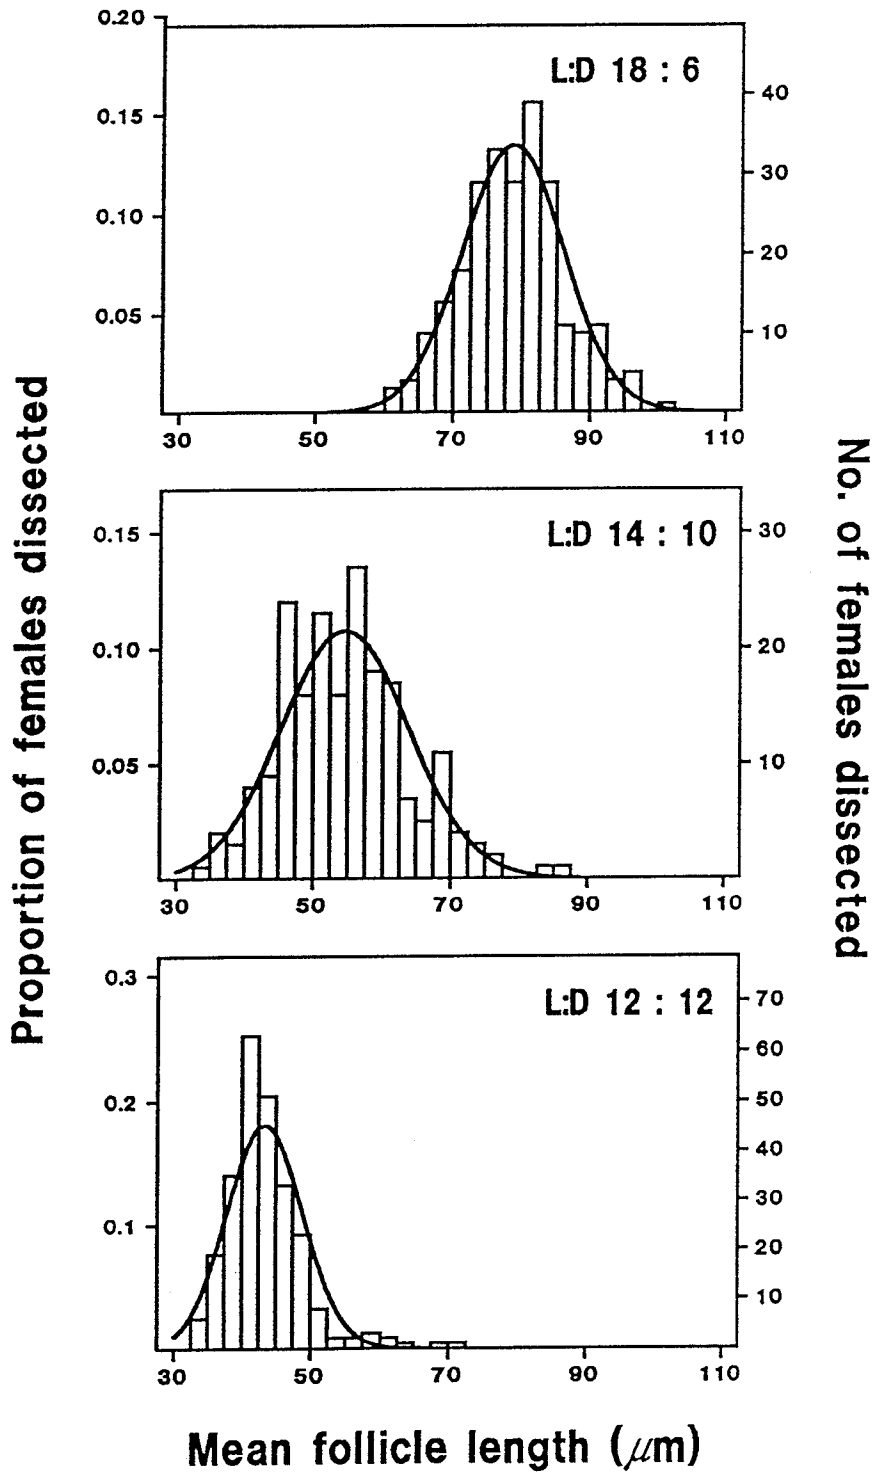 Proportion of females dissected
No. of females dissected
L:D 18 : 6
0.20
0.15
0.10
0.05
40
30
20
10
30 50 70 90 110
L:D 14 : 10
0.15
0.10
0.05
30
20
10
30 50 70 90 110
L:D 12 : 12
0.3
0.2
0.1
70
60
50
40
30
20
10
30 50 70 90 110
Mean follicle length (μm)